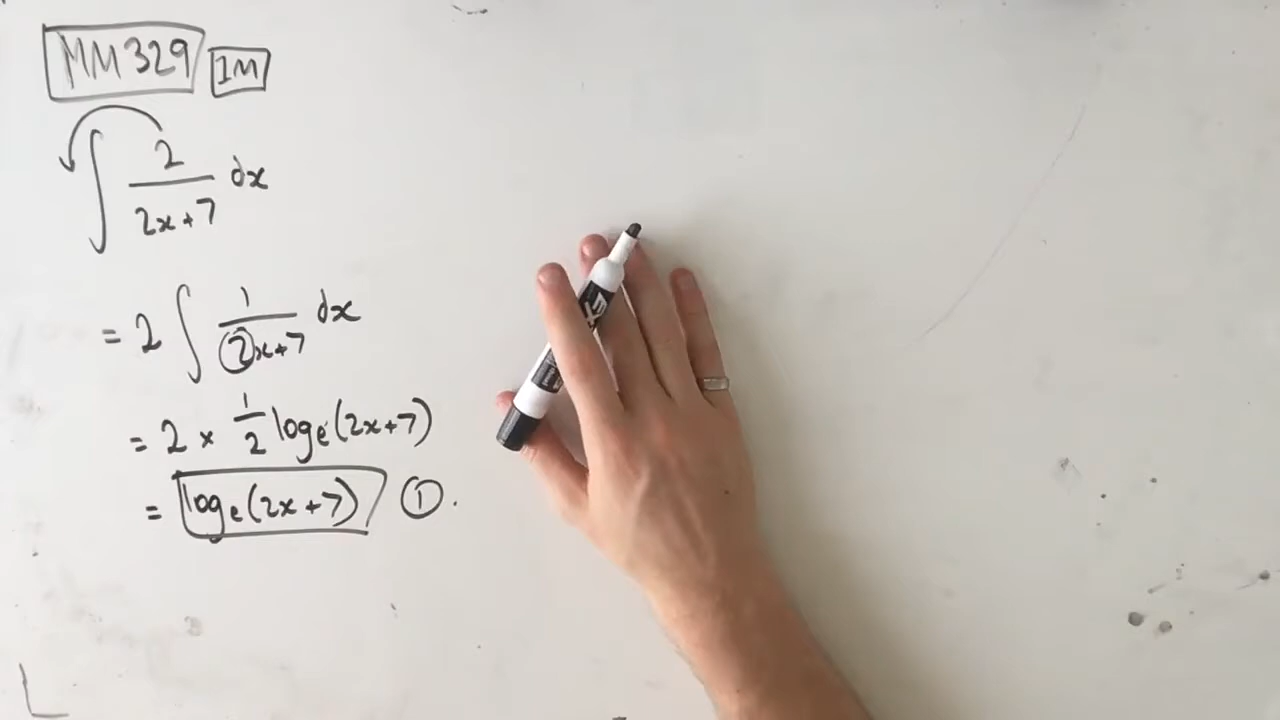 MM329 1M
∫ 2/(2x+7) dx
= 2 ∫ 1/(2x+7) dx
= 2 × 1/2 logₑ(2x+7)
= logₑ(2x+7) ①.